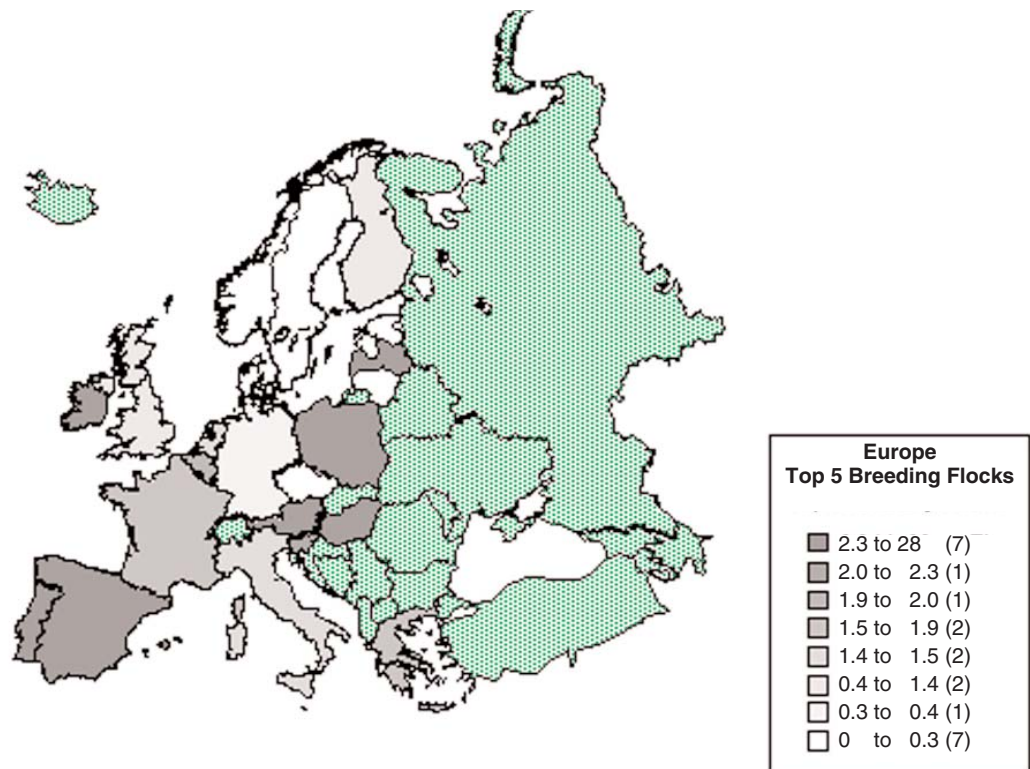 Europe
Top 5 Breeding Flocks
2.3 to 28 (7)
2.0 to 2.3 (1)
1.9 to 2.0 (1)
1.5 to 1.9 (2)
1.4 to 1.5 (2)
0.4 to 1.4 (2)
0.3 to 0.4 (1)
0 to 0.3 (7)